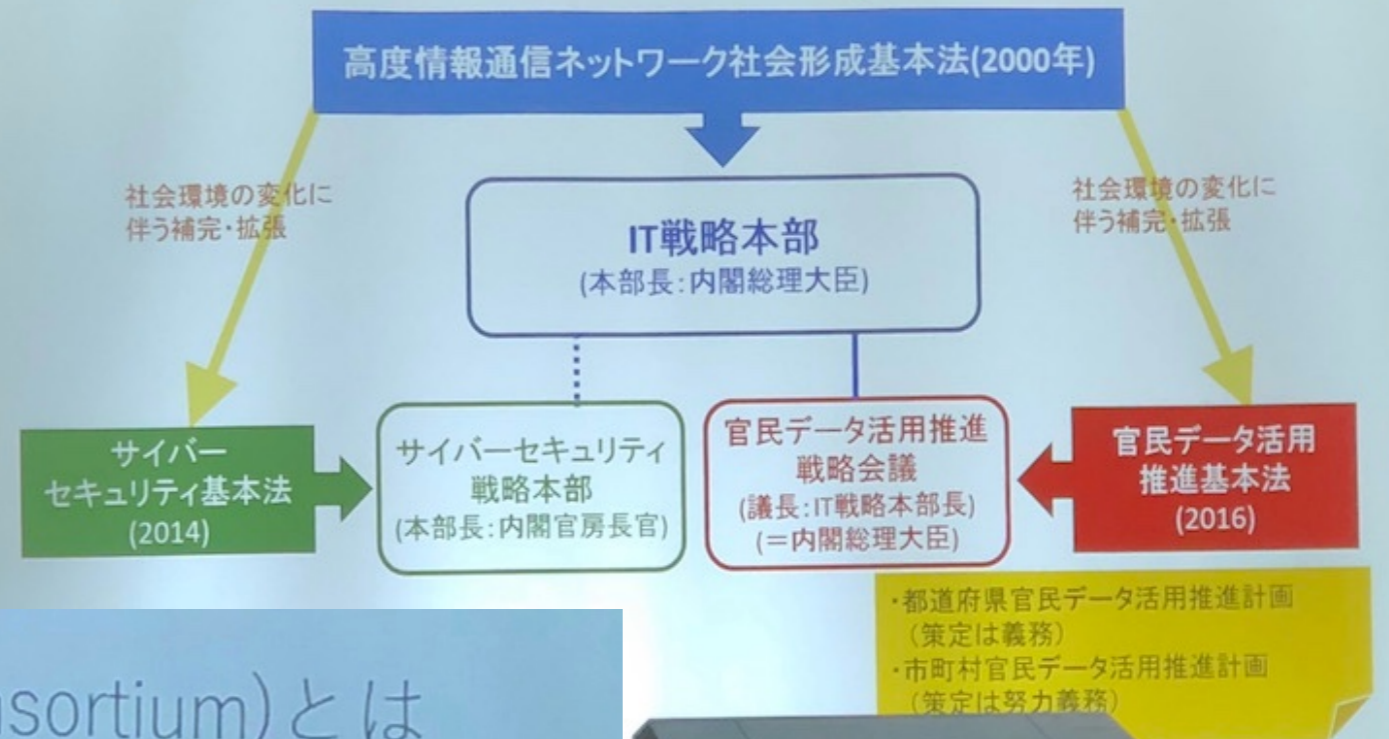 高度情報通信ネットワーク社会形成基本法(2000年)
社会環境の変化に
伴う補完・拡張
社会環境の変化に
伴う補完・拡張
IT戦略本部
(本部長:内閣総理大臣)
サイバー
セキュリティ基本法
(2014)
サイバーセキュリティ
戦略本部
(本部長:内閣官房長官)
官民データ活用推進
戦略会議
(議長:IT戦略本部長)
(=内閣総理大臣)
官民データ活用
推進基本法
(2016)
・都道府県官民データ活用推進計画
(策定は義務)
・市町村官民データ活用推進計画
(策定は努力義務)
nsortium)とは